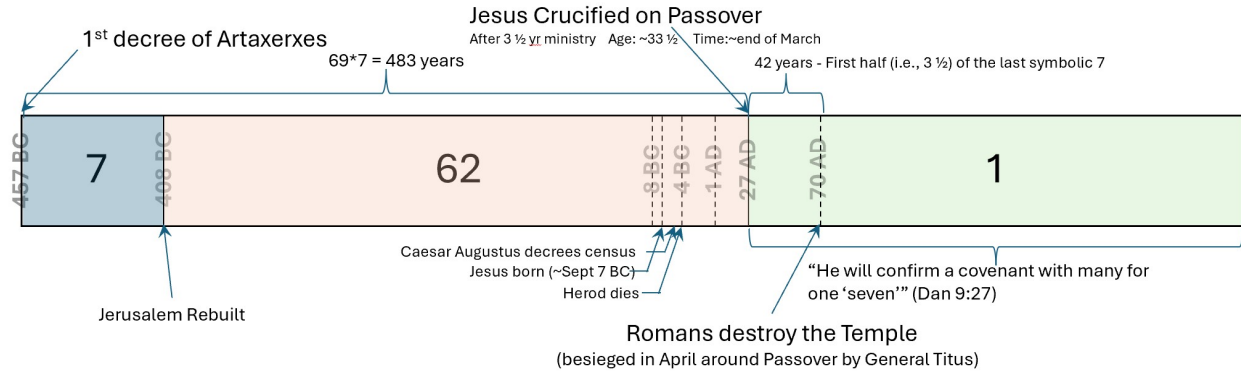 Jesus Crucified on Passover
After 3 ½ yr ministry Age: ~33 ½ Time:~end of March
1st decree of Artaxerxes
69*7 = 483 years
42 years - First half (i.e., 3 ½) of the last symbolic 7
457 BC
7
408 BC
62
8 BC
4 BC
1 AD
27 AD
70 AD
1
Caesar Augustus decrees census
Jesus born (~Sept 7 BC)
Herod dies
Jerusalem Rebuilt
“He will confirm a covenant with many for
one ‘seven’” (Dan 9:27)
Romans destroy the Temple
(besieged in April around Passover by General Titus)